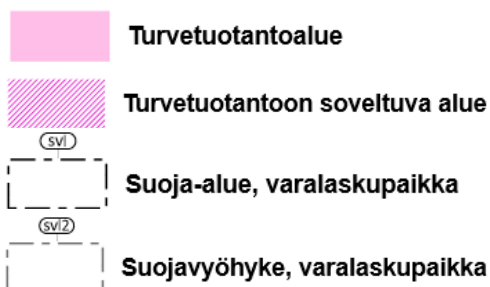 Turvetuotantoalue
Turvetuotantoon soveltuva alue
svl
Suoja-alue, varalaskupaikka
svl2
Suojavyöhyke, varalaskupaikka